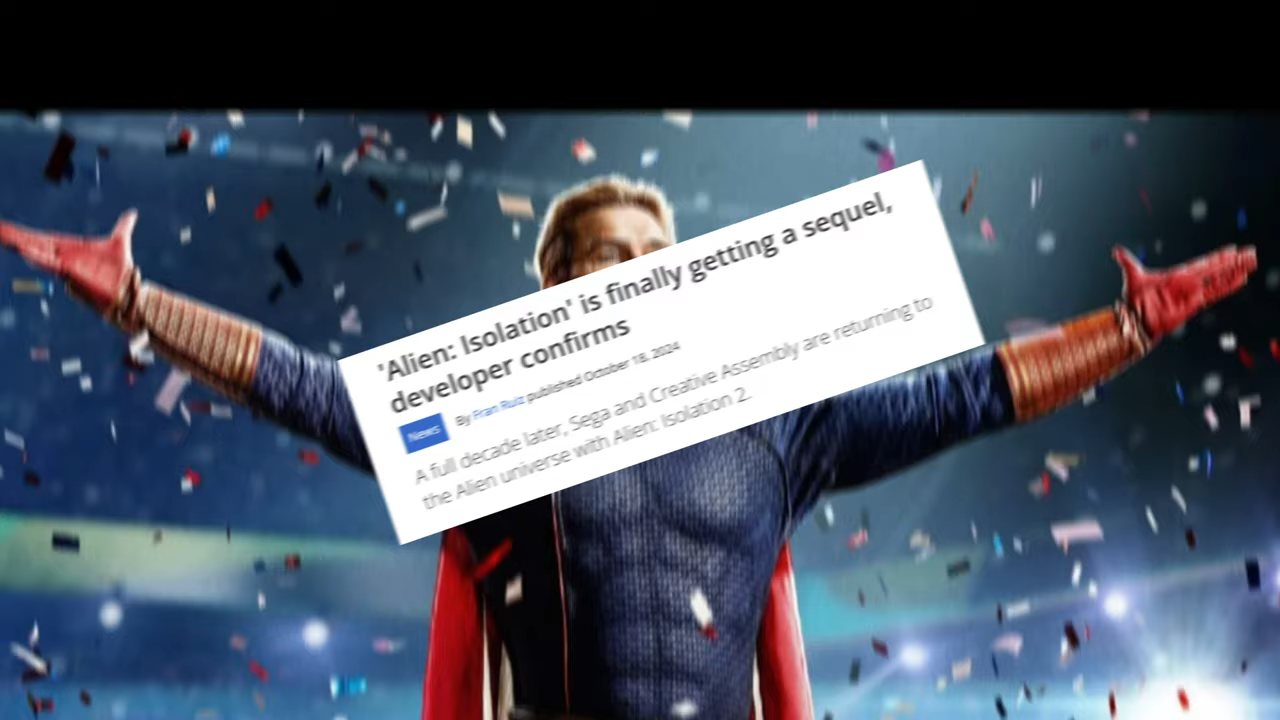 'Alien: Isolation' is finally getting a sequel,
developer confirms
News By Fran Ruiz published October 18, 2024
A full decade later, Sega and Creative Assembly are returning to
the Alien universe with Alien: Isolation 2.